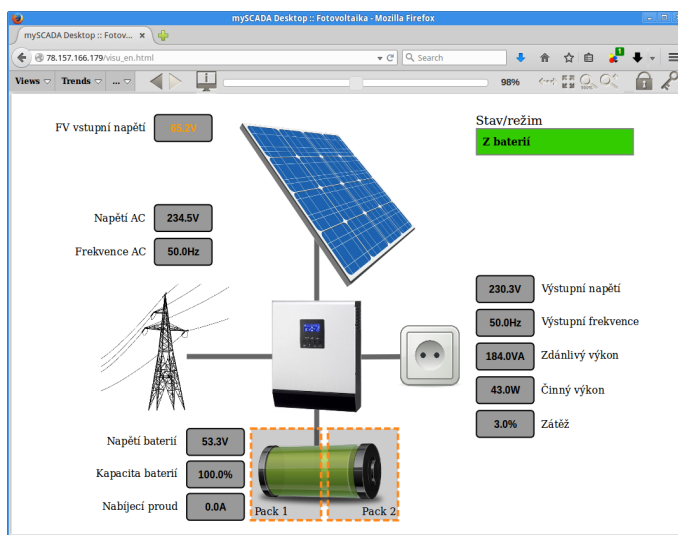 mySCADA Desktop :: Fotovoltaika - Mozilla Firefox
mySCADA Desktop :: Fotov...
78.157.166.179/visu_en.html
Search
1
Views
Trends
...
98%
FV vstupní napětí
65.2V
Stav/režim
Z baterií
Napětí AC
234.5V
Frekvence AC
50.0Hz
230.3V Výstupní napětí
50.0Hz Výstupní frekvence
184.0VA Zdánlivý výkon
43.0W Činný výkon
3.0% Zátěž
Napětí baterií 53.3V
Kapacita baterií 100.0%
Nabíjecí proud 0.0A
Pack 1
Pack 2